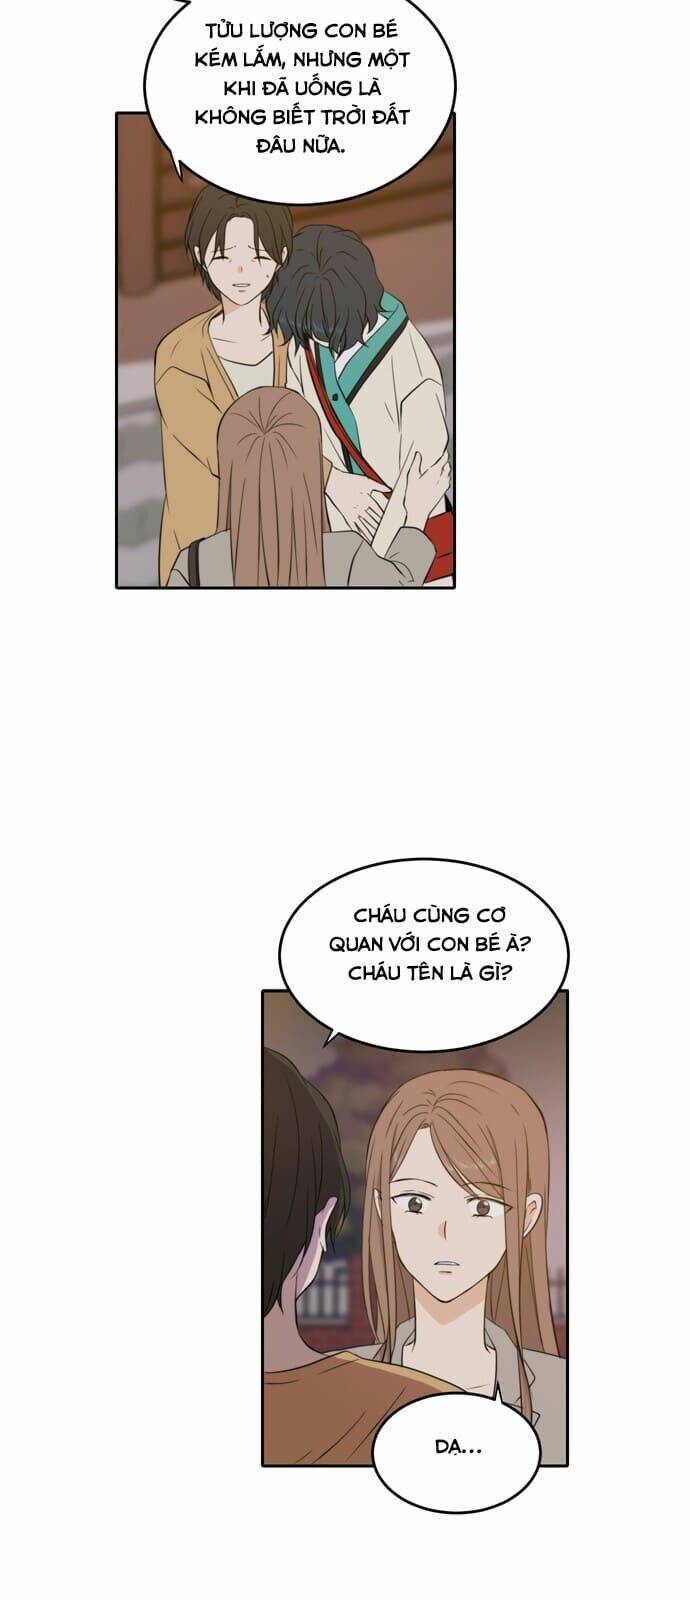 TỬU LƯỢNG CON BÉ
KÉM LẮM, NHƯNG MỘT
KHI ĐÃ UỐNG LÀ
KHÔNG BIẾT TRỜI ĐẤT
ĐÂU NỮA.
CHÁU CÙNG CƠ
QUAN VỚI CON BÉ À?
CHÁU TÊN LÀ GÌ?
DẠ...